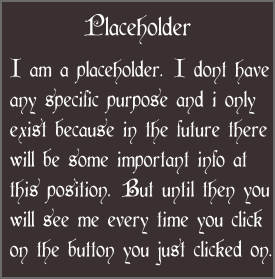 Placeholder
I am a placeholder. I dont have
any specific purpose and i only
exist because in the future there
will be some important info at
this position. But until then you
will see me every time you click
on the button you just clicked on.